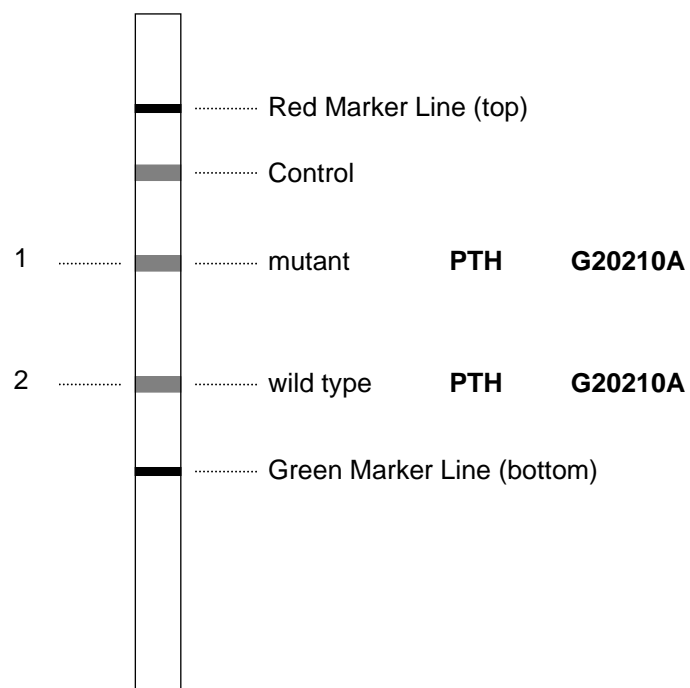 Red Marker Line (top)
Control
1 mutant PTH G20210A
2 wild type PTH G20210A
Green Marker Line (bottom)